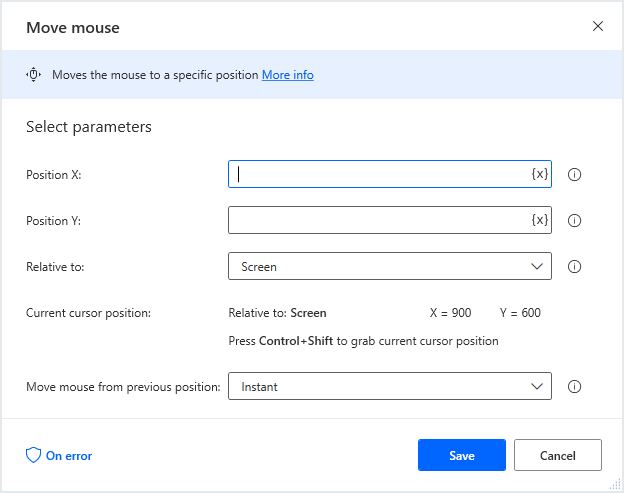 Move mouse
Moves the mouse to a specific position More info
Select parameters
Position X: {x}
Position Y: {x}
Relative to: Screen
Current cursor position: Relative to: Screen X = 900 Y = 600
Press Control+Shift to grab current cursor position
Move mouse from previous position: Instant
On error Save Cancel